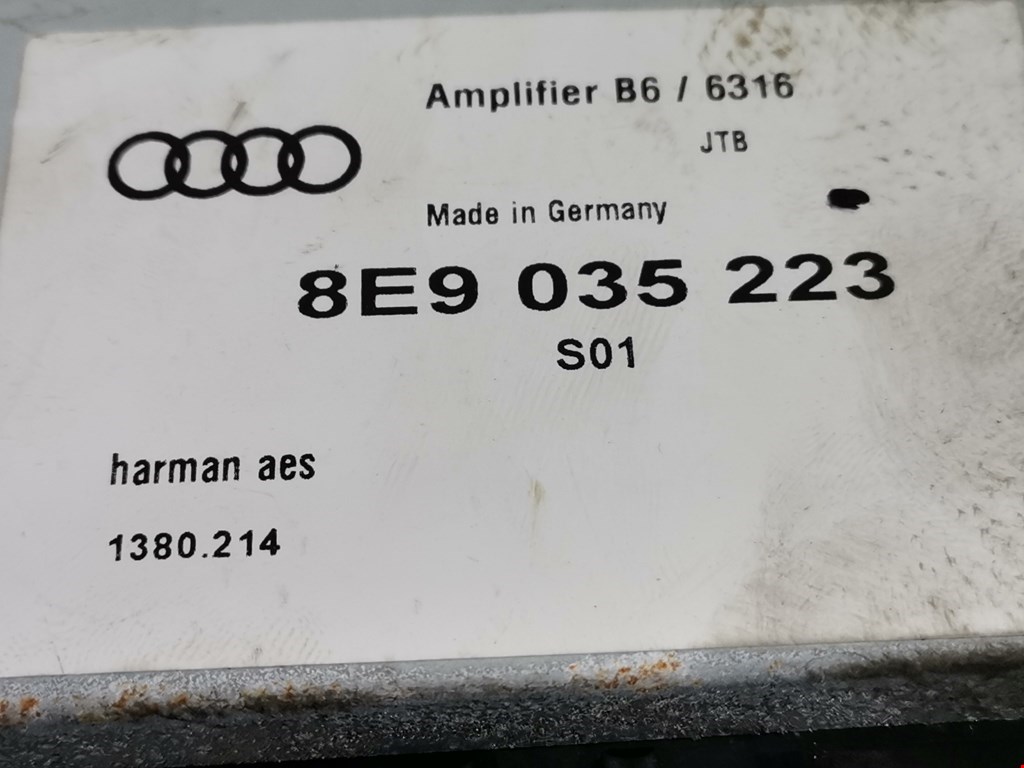 Amplifier B6 / 6316
JTB
Made in Germany
8E9 035 223
S01
harman aes
1380.214